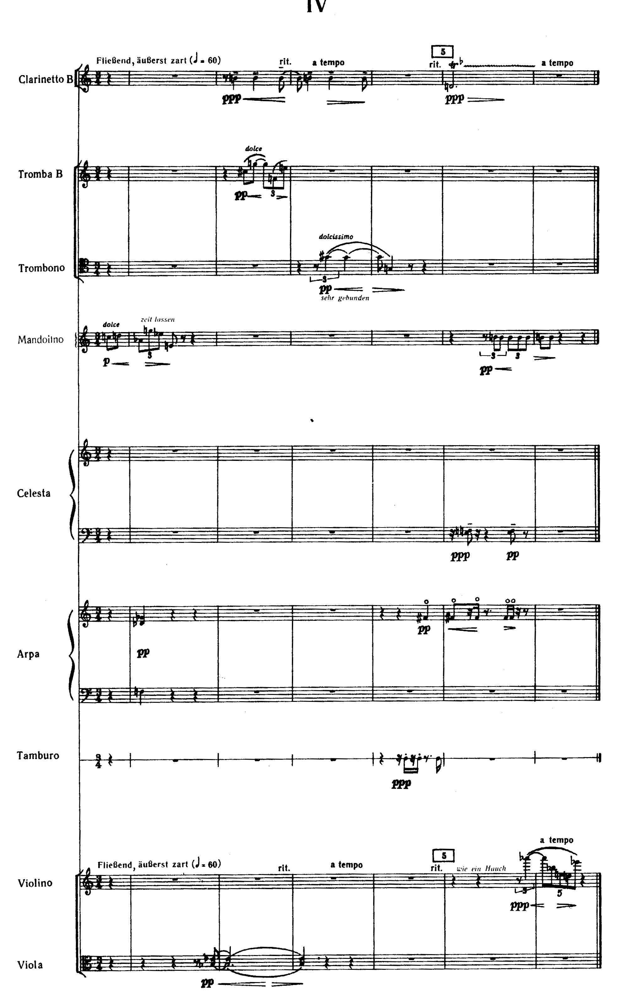 IV
5
Fließend, äußerst zart (♩ = 60) rit. a tempo rit. tr♭ a tempo
Clarinetto B
ppp ppp
dolce
Tromba B
pp 3
dolcissimo
Trombono
3
pp
sehr gebunden
dolce zeit lassen
Mandolino
p 3 3 3
pp
Celesta
ppp pp
pp
Arpa
pp
Tamburo
3
4
ppp
a tempo
5
Fließend, äußerst zart (♩ = 60) rit. a tempo rit. wie ein Hauch
Violino
3 5
ppp
Viola
pp